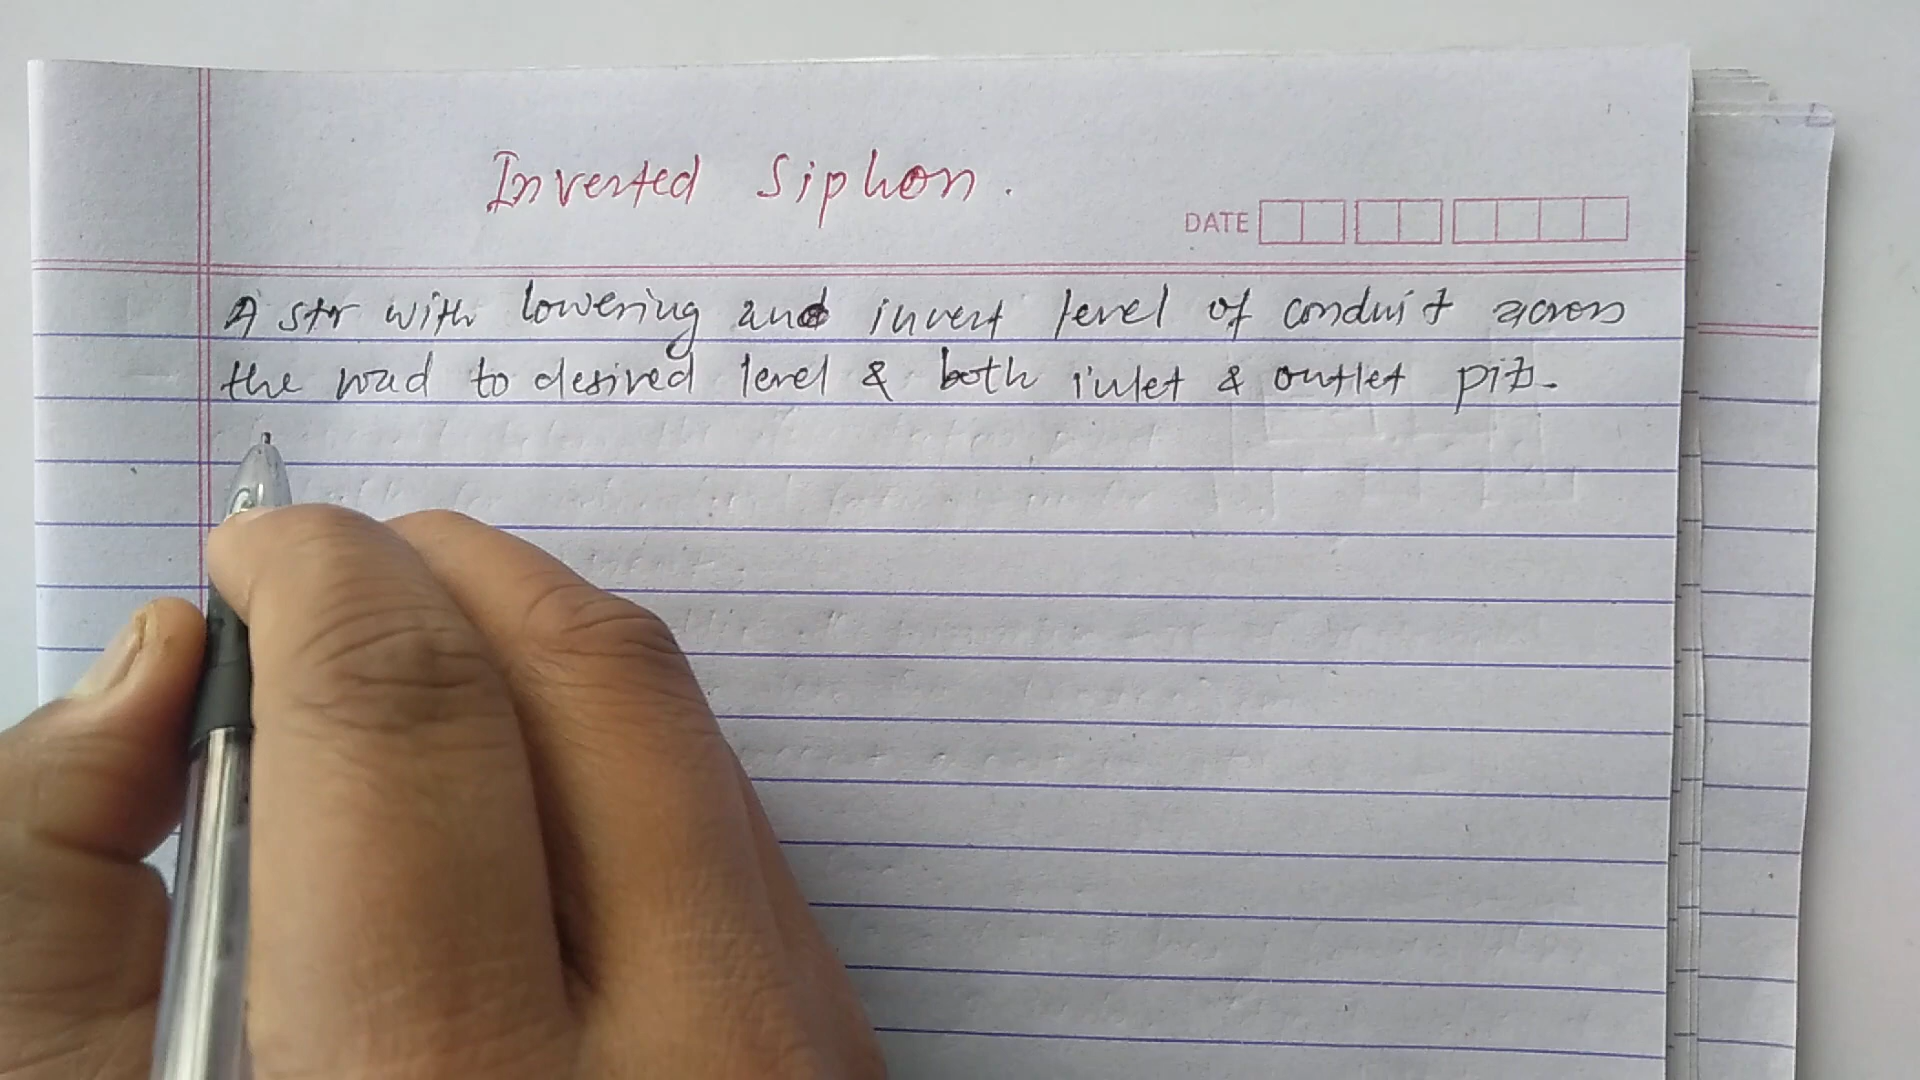 Inverted Siphon.
DATE
A str with lowering and invert level of conduit across
the road to desired level & both inlet & outlet pit.